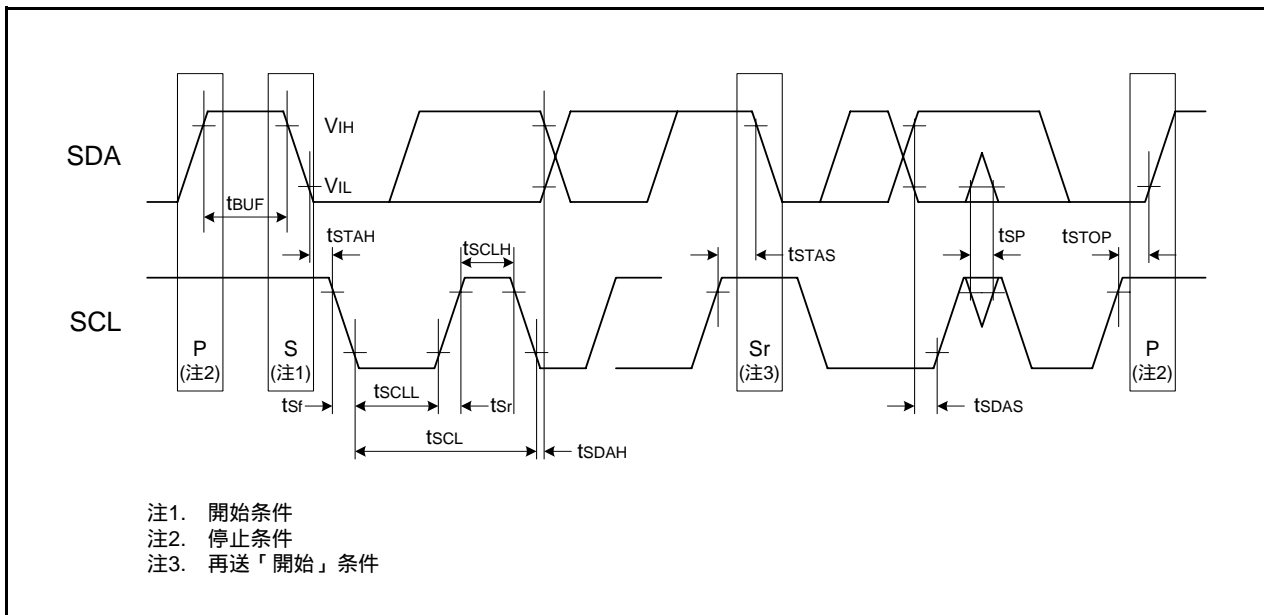 SDA
VIH
VIL
tBUF
tSTAH
tSCLH
tSTAS
tSP
tSTOP
SCL
P
(注2)
S
(注1)
Sr
(注3)
P
(注2)
tSf
tSCLL
tSr
tSCL
tSDAH
tSDAS
注1. 開始条件
注2. 停止条件
注3. 再送「開始」条件